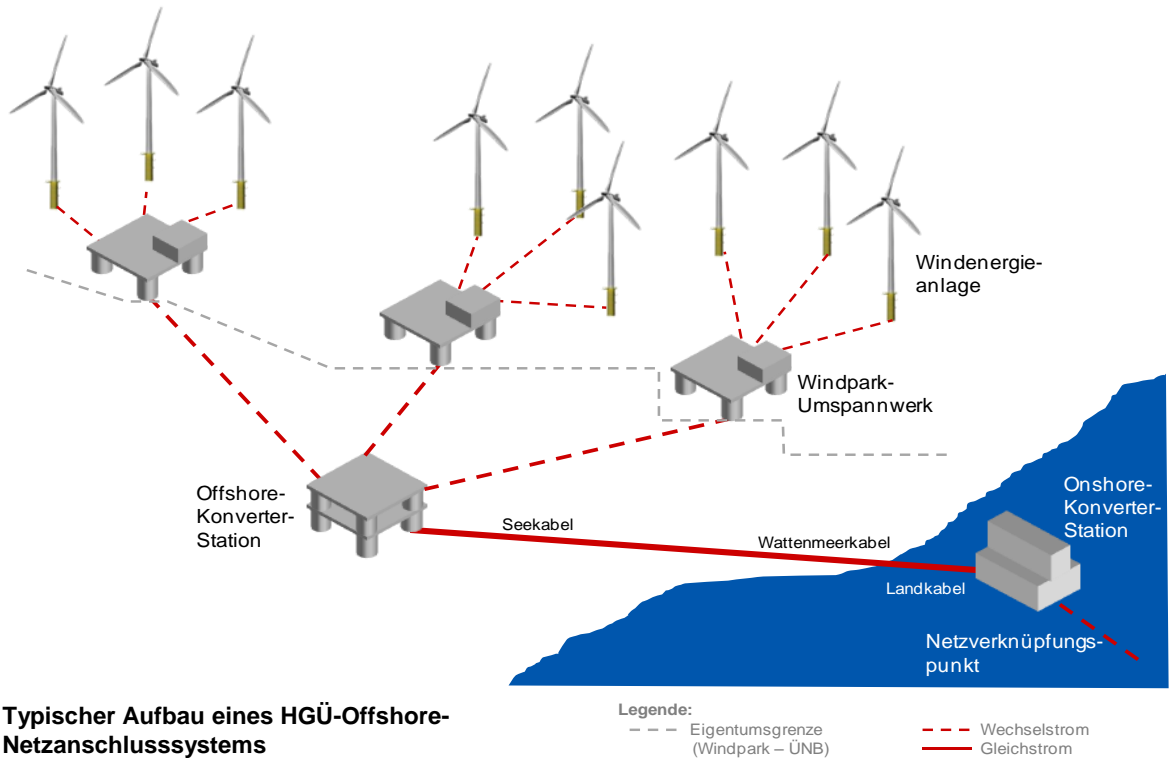 Windenergie-
anlage
Windpark-
Umspannwerk
Offshore-
Konverter-
Station
Seekabel
Wattenmeerkabel
Landkabel
Onshore-
Konverter-
Station
Netzverknüpfungs-
punkt
Typischer Aufbau eines HGÜ-Offshore-
Netzanschlusssystems
Legende:
Eigentumsgrenze
(Windpark – ÜNB)
Wechselstrom
Gleichstrom